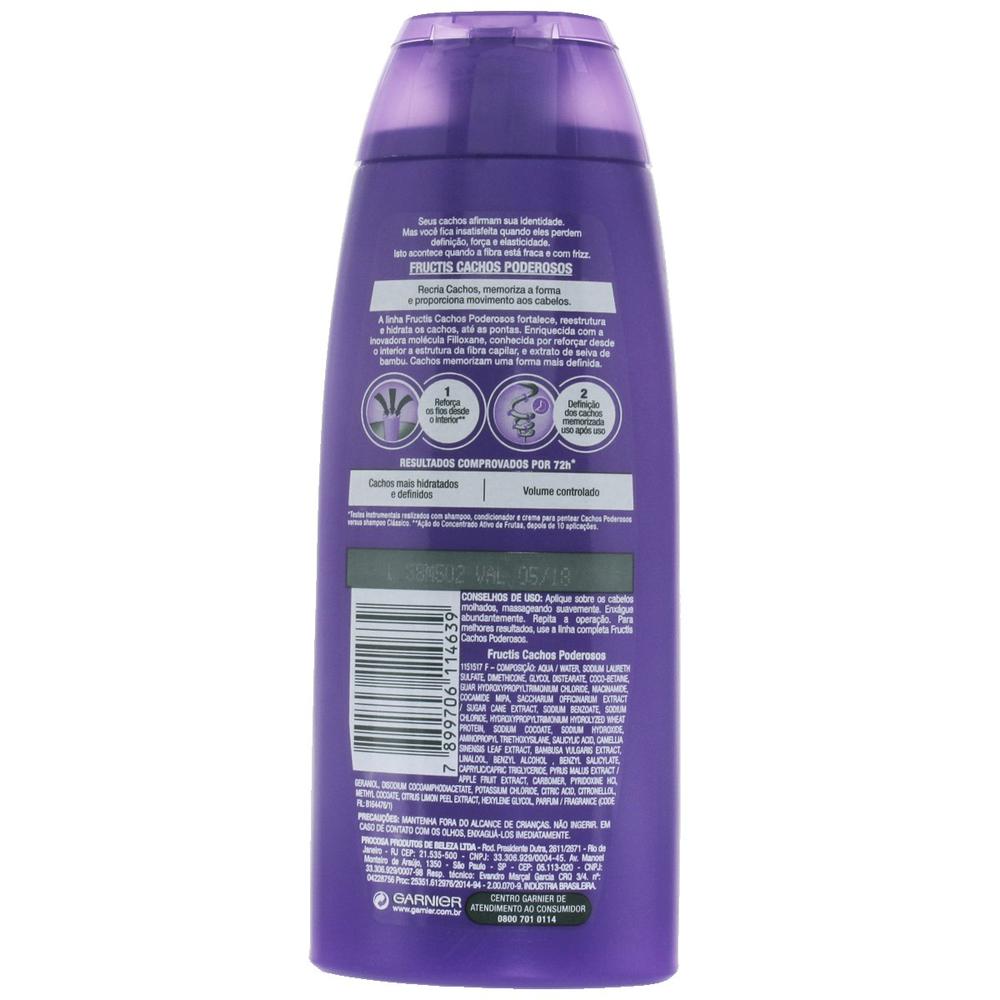 Seus cachos afirmam sua identidade.
Mas você fica insatisfeita quando eles perdem
definição, força e elasticidade.
Isto acontece quando a fibra está fraca e com frizz.
FRUCTIS CACHOS PODEROSOS
Recria Cachos, memoriza a forma
e proporciona movimento aos cabelos.
A linha Fructis Cachos Poderosos fortalece, reestrutura
e hidrata os cachos, até as pontas. Enriquecida com a
inovadora molécula Filloxane, conhecida por reforçar desde
o interior a estrutura da fibra capilar, e extrato de seiva de
bambu. Cachos memorizam uma forma mais definida.
1
Reforça
os fios desde
o interior**
2
Definição
dos cachos
memorizada
uso após uso
RESULTADOS COMPROVADOS POR 72h*
Cachos mais hidratados
e definidos
Volume controlado
*Testes instrumentais realizados com shampoo, condicionador e creme para pentear Cachos Poderosos
versus shampoo Clássico. **Ação do Concentrado Ativo de Frutas, depois de 10 aplicações.
L 38M502 VAL 05/18
CONSELHOS DE USO: Aplique sobre os cabelos
molhados, massageando suavemente. Enxágue
abundantemente. Repita a operação. Para
melhores resultados, use a linha completa Fructis
Cachos Poderosos.
7 899706 114639
Fructis Cachos Poderosos
1151517 F – COMPOSIÇÃO: AQUA / WATER, SODIUM LAURETH
SULFATE, DIMETHICONE, GLYCOL DISTEARATE, COCO-BETAINE,
GUAR HYDROXYPROPYLTRIMONIUM CHLORIDE, NIACINAMIDE,
COCAMIDE MIPA, SACCHARUM OFFICINARUM EXTRACT
/ SUGAR CANE EXTRACT, SODIUM BENZOATE, SODIUM
CHLORIDE, HYDROXYPROPYLTRIMONIUM HYDROLYZED WHEAT
PROTEIN, SODIUM COCOATE, SODIUM HYDROXIDE,
AMINOPROPYL TRIETHOXYSILANE, SALICYLIC ACID, CAMELLIA
SINENSIS LEAF EXTRACT, BAMBUSA VULGARIS EXTRACT,
LINALOOL, BENZYL ALCOHOL , BENZYL SALICYLATE,
CAPRYLIC/CAPRIC TRIGLYCERIDE, PYRUS MALUS EXTRACT /
APPLE FRUIT EXTRACT, CARBOMER, PYRIDOXINE HCl,
GERANIOL, DISODIUM COCOAMPHODIACETATE, POTASSIUM CHLORIDE, CITRIC ACID, CITRONELLOL,
METHYL COCOATE, CITRUS LIMON PEEL EXTRACT, HEXYLENE GLYCOL, PARFUM / FRAGRANCE (CODE
FIL: B164476/1)
PRECAUÇÕES: MANTENHA FORA DO ALCANCE DE CRIANÇAS. NÃO INGERIR. EM
CASO DE CONTATO COM OS OLHOS, ENXAGUÁ-LOS IMEDIATAMENTE.
PROCOSA PRODUTOS DE BELEZA LTDA - Rod. Presidente Dutra, 2611/2671 - Rio de
Janeiro - RJ CEP: 21.535-500 - CNPJ: 33.306.929/0004-45. Av. Manoel
Monteiro de Araújo, 1350 - São Paulo - SP - CEP: 05.113-020 - CNPJ:
33.306.929/0007-98 Resp. técnico: Evandro Marçal Garcia CRQ 3/4. nº:
04228756 Proc: 25351.612976/2014-94 - 2.00.070-9. INDÚSTRIA BRASILEIRA.
GARNIER
www.garnier.com.br
CENTRO GARNIER DE
ATENDIMENTO AO CONSUMIDOR
0800 701 0114